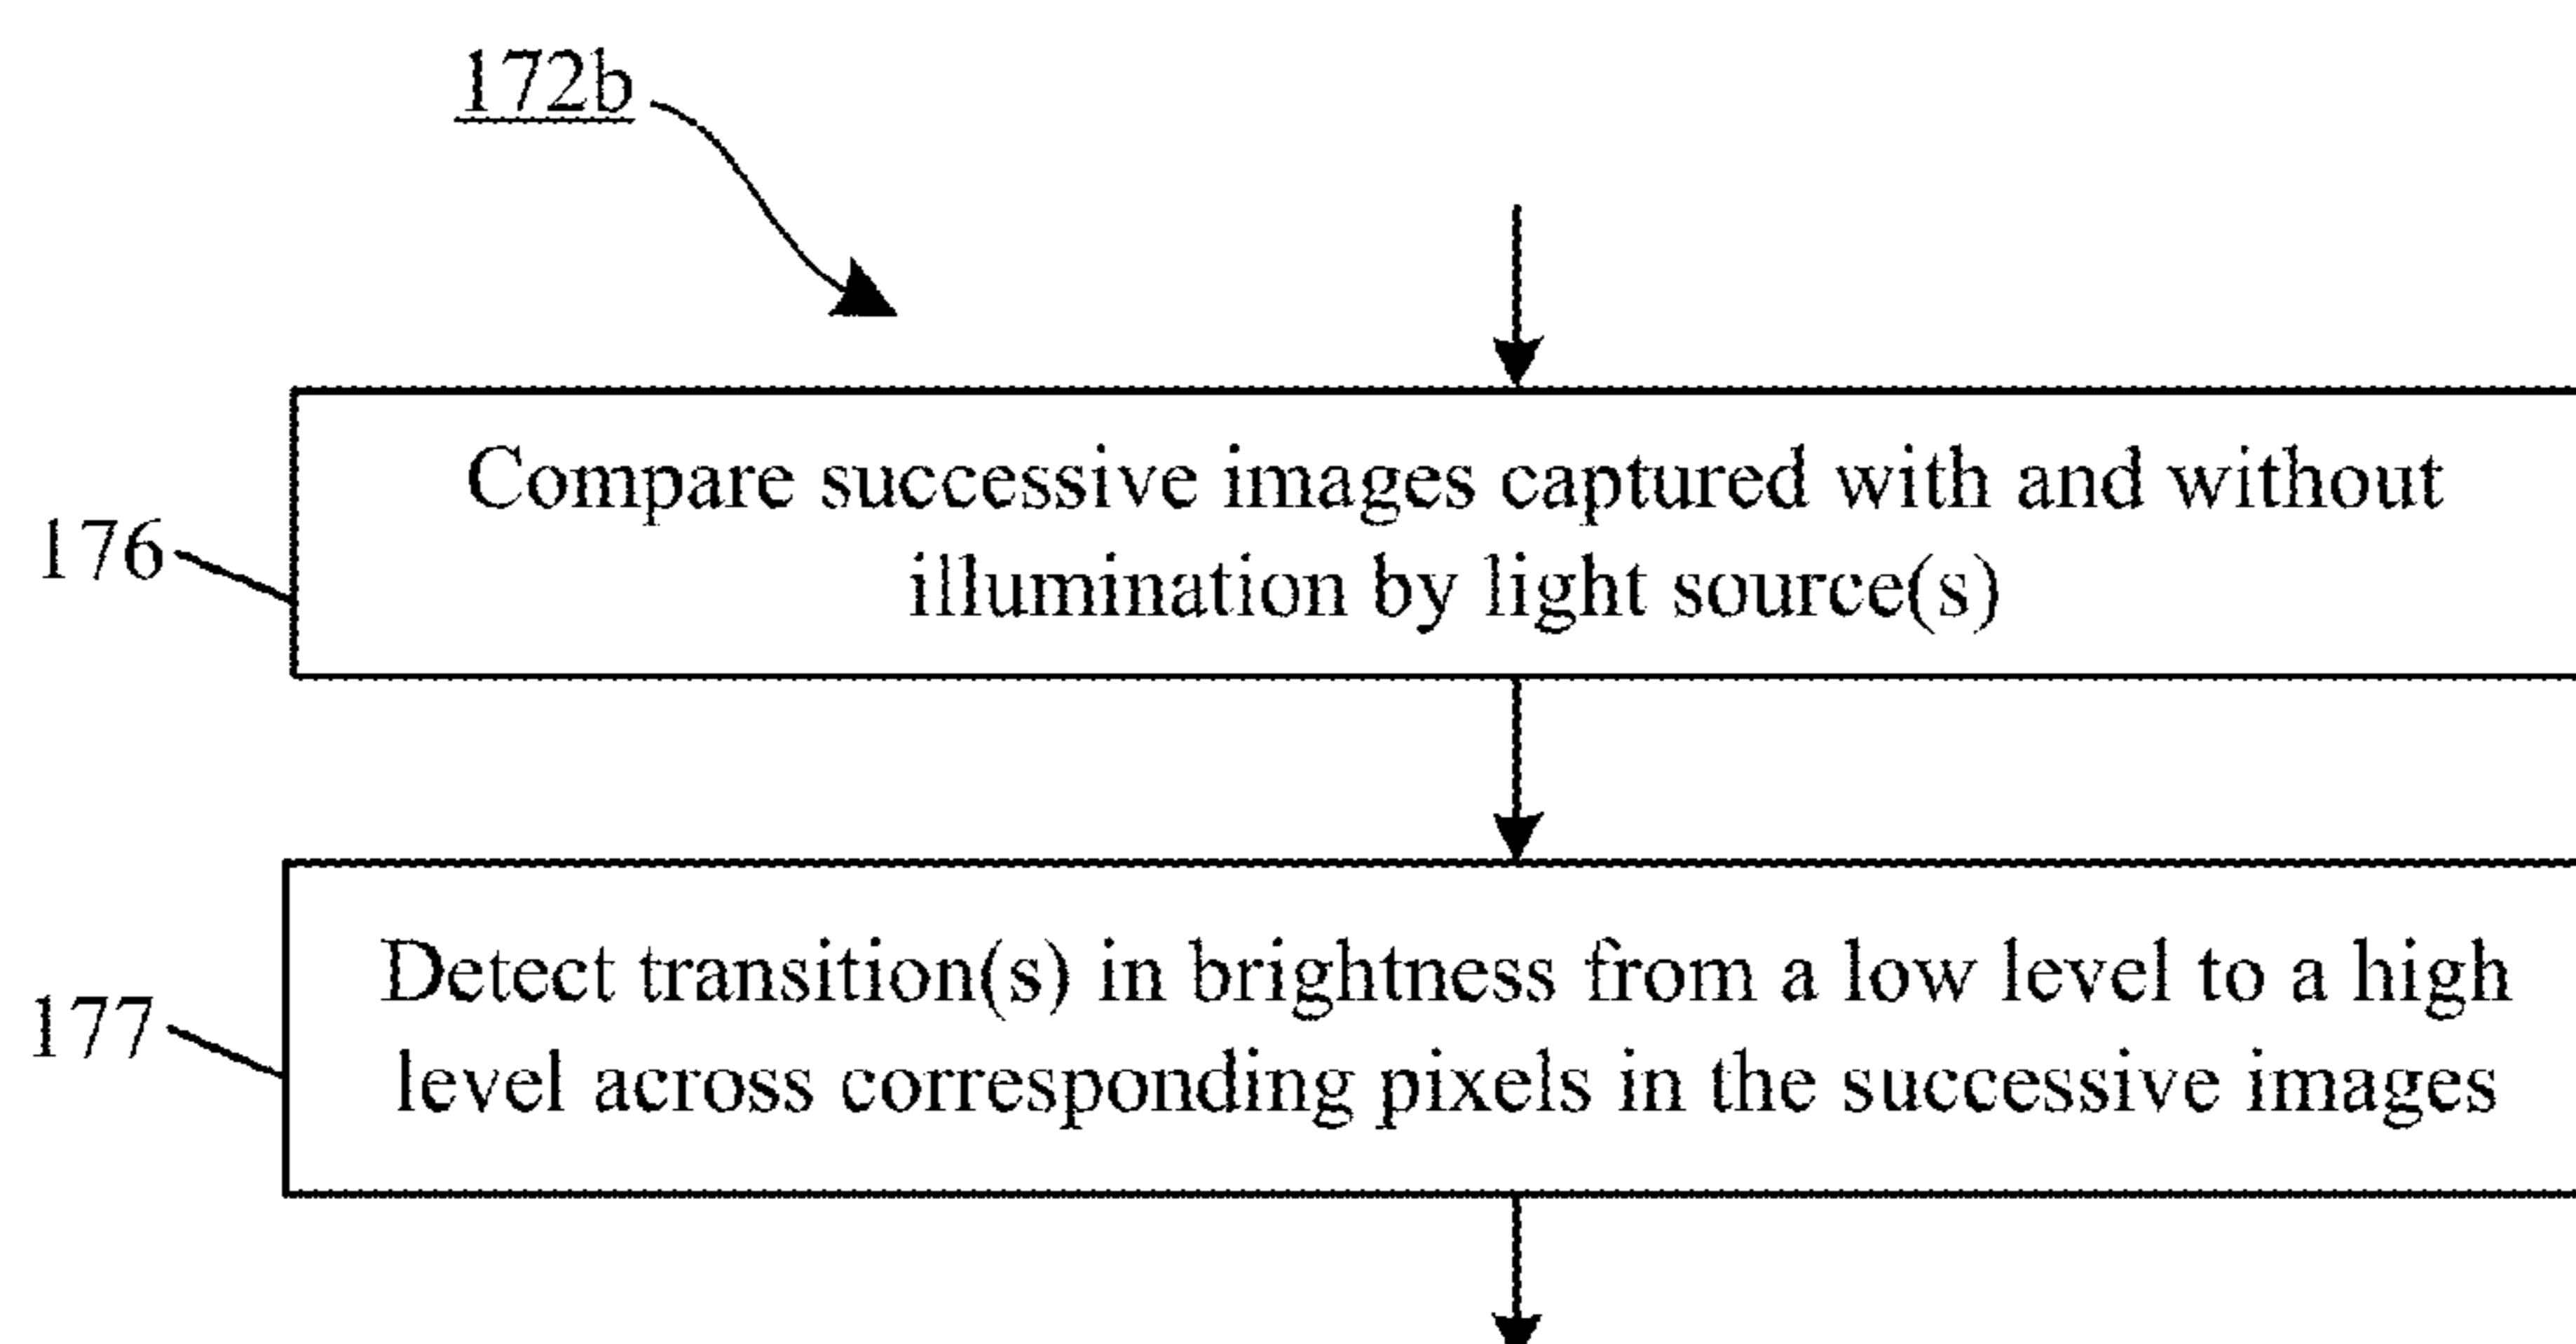 172b
Compare successive images captured with and without
illumination by light source(s)
176
Detect transition(s) in brightness from a low level to a high
level across corresponding pixels in the successive images
177